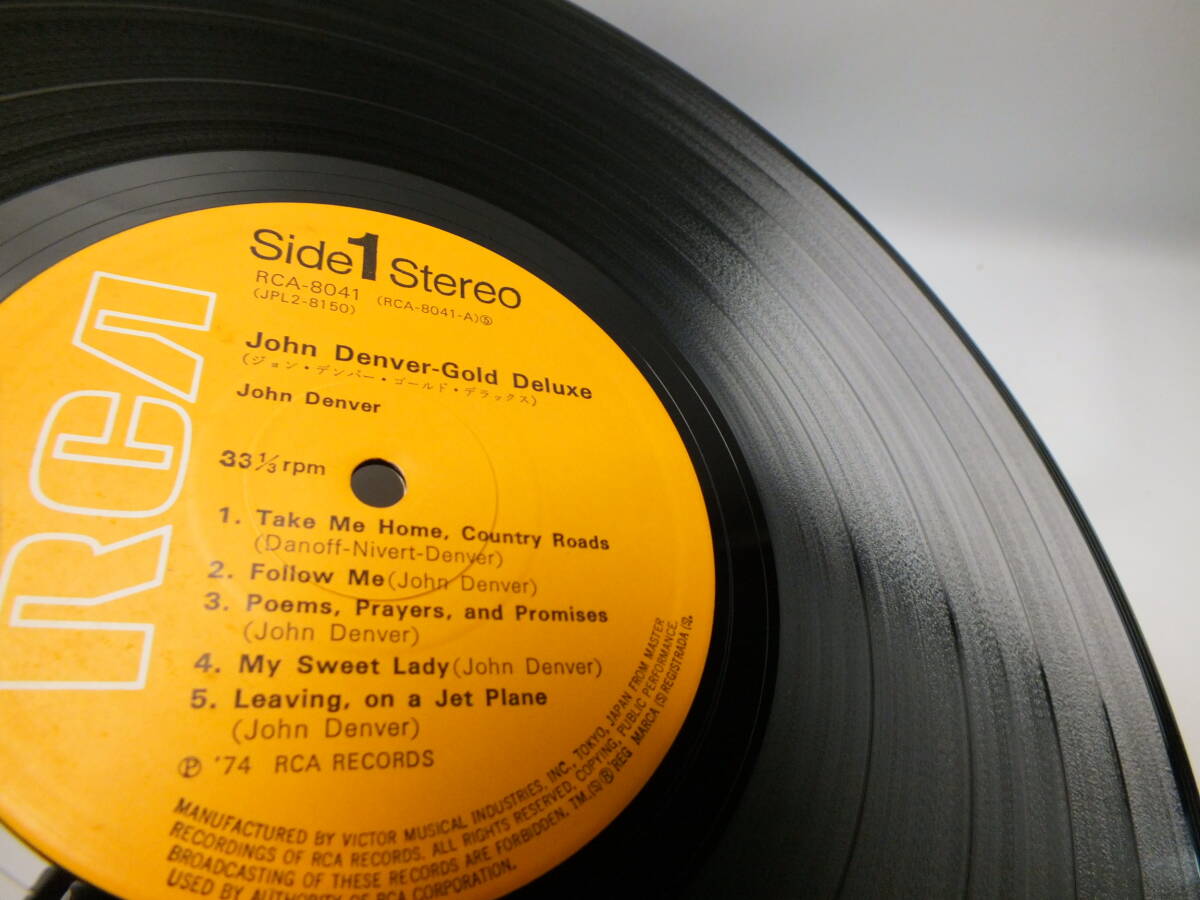 RCA
Side 1 Stereo
RCA-8041 (RCA-8041-A)⑤
(JPL2-8150)
John Denver-Gold Deluxe
(ジョン・デンバー・ゴールド・デラックス)
John Denver
33 1/3 rpm
1. Take Me Home, Country Roads
(Danoff-Nivert-Denver)
2. Follow Me (John Denver)
3. Poems, Prayers, and Promises
(John Denver)
4. My Sweet Lady (John Denver)
5. Leaving, on a Jet Plane
(John Denver)
Ⓟ '74 RCA RECORDS
MANUFACTURED BY VICTOR MUSICAL INDUSTRIES, INC., TOKYO, JAPAN FROM MASTER
RECORDINGS OF RCA RECORDS. ALL RIGHTS RESERVED, COPYING, PUBLIC PERFORMANCE,
BROADCASTING OF THESE RECORDS ARE FORBIDDEN. TM.(S)®REG MARCA (S) REGISTRADA (S).
USED BY AUTHORITY OF RCA CORPORATION.